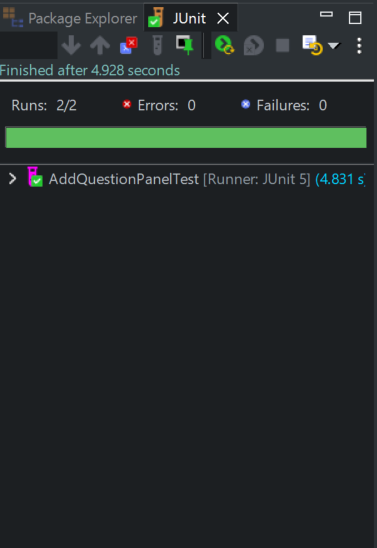 Package Explorer JUnit
Finished after 4.928 seconds
Runs: 2/2 Errors: 0 Failures: 0
AddQuestionPanelTest [Runner: JUnit 5] (4.831 s)